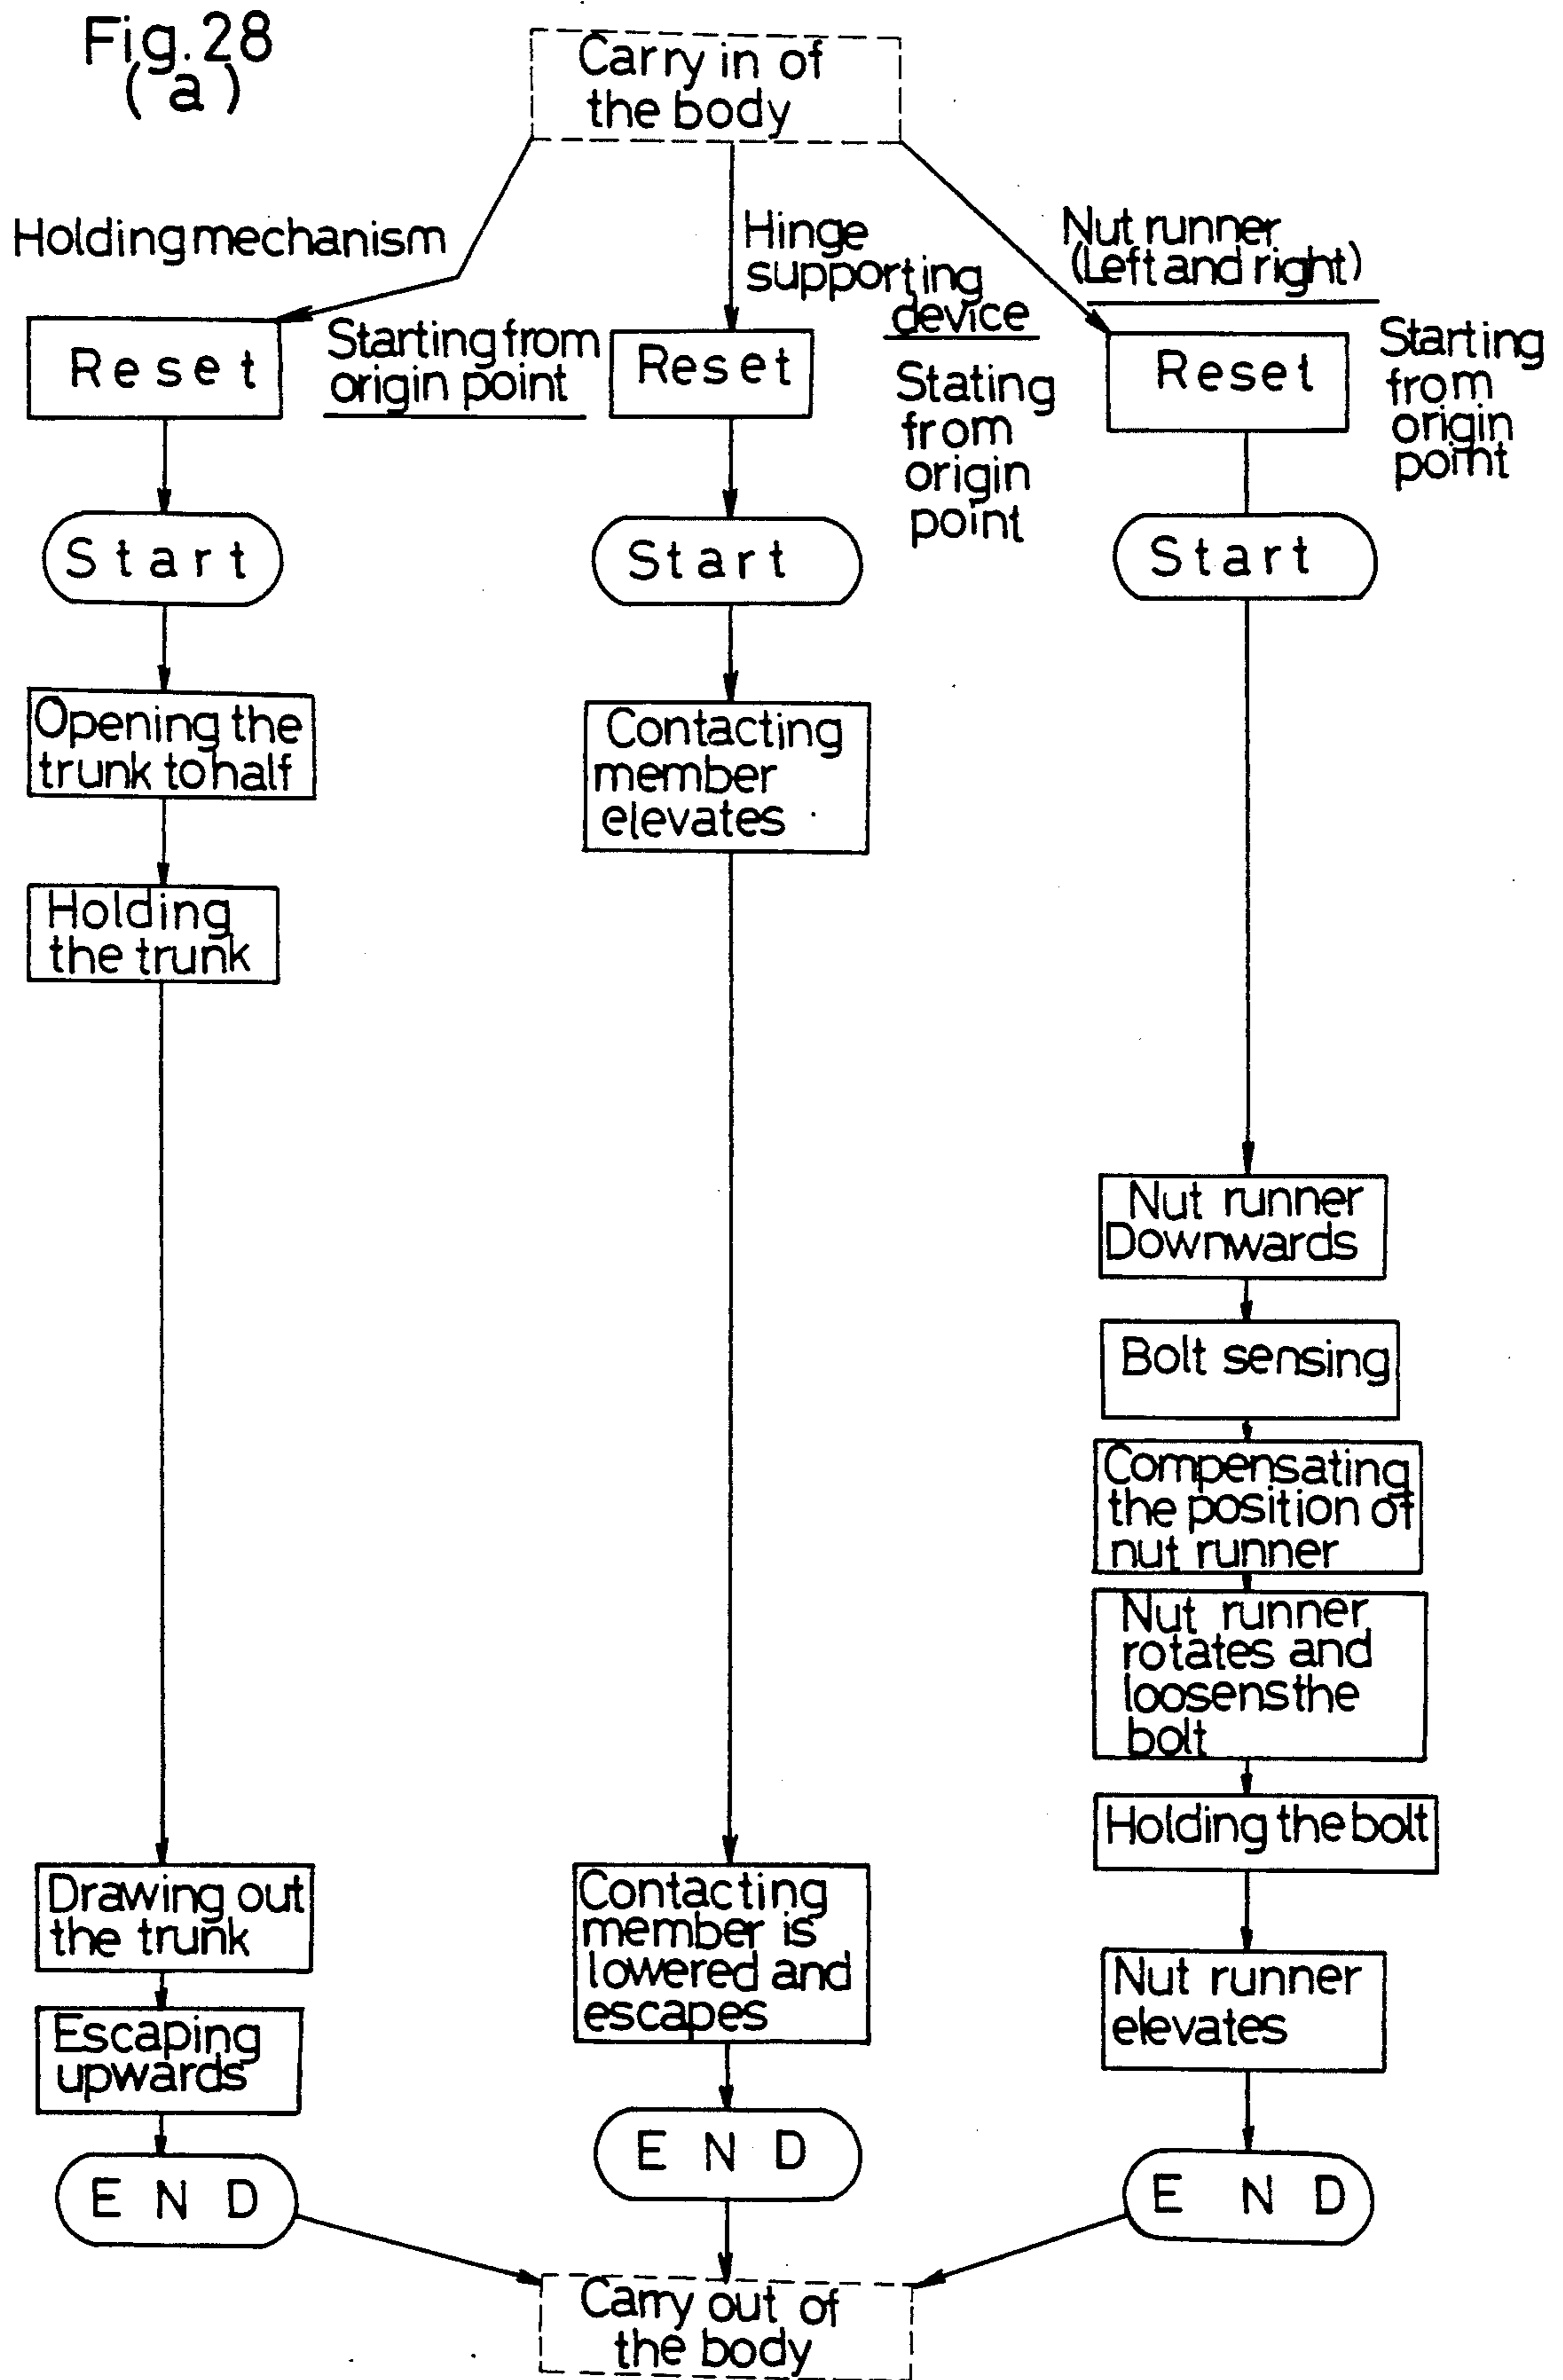 Fig.28
(a)
Carry in of
the body
Holding mechanism
Reset
Starting from
origin point
Start
Opening the
trunk to half
Holding
the trunk
Drawing out
the trunk
Escaping
upwards
END
Hinge
supporting
device
Reset
Stating
from
origin
point
Start
Contacting
member
elevates
Contacting
member is
lowered and
escapes
END
Nut runner
(Left and right)
Reset
Starting
from
origin
point
Start
Nut runner
Downwards
Bolt sensing
Compensating
the position of
nut runner
Nut runner
rotates and
loosens the
bolt
Holding the bolt
Nut runner
elevates
END
Carry out of
the body